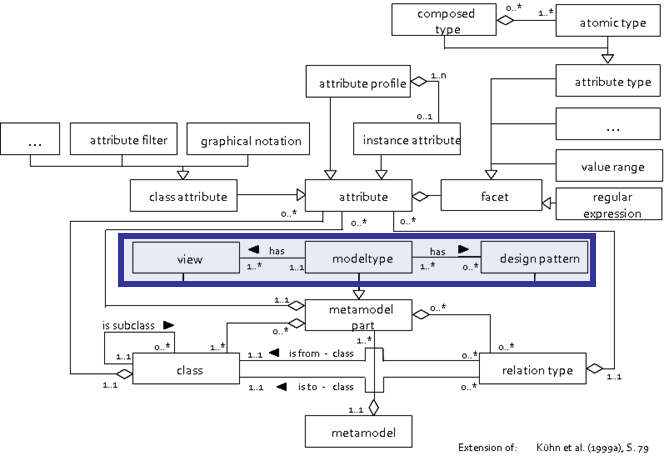 composed
type
0..*
1..*
atomic type
attribute profile
1..n
attribute type
0..1
...
attribute filter
graphical notation
instance attribute
...
value range
class attribute
attribute
facet
regular
expression
0..*
0..*
0..*
view
has
1..*
1..1
modeltype
has
1..*
0..*
design pattern
1..1
metamodel
part
0..*
0..*
is subclass
0..*
1..*
1..*
0..*
0..*
1..1
class
1..1
is from - class
0..*
relation type
1..1
1..1
1..1
is to - class
0..*
1..1
metamodel
Extension of: Kühn et al. (1999a), S. 79